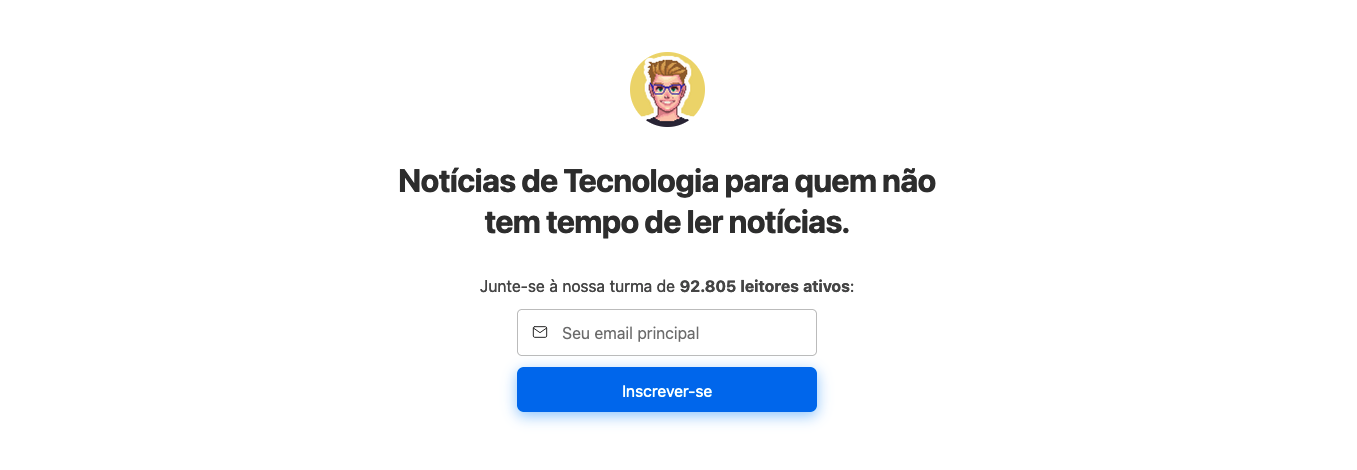 Notícias de Tecnologia para quem não
tem tempo de ler notícias.
Junte-se à nossa turma de 92.805 leitores ativos:
Seu email principal
Inscrever-se